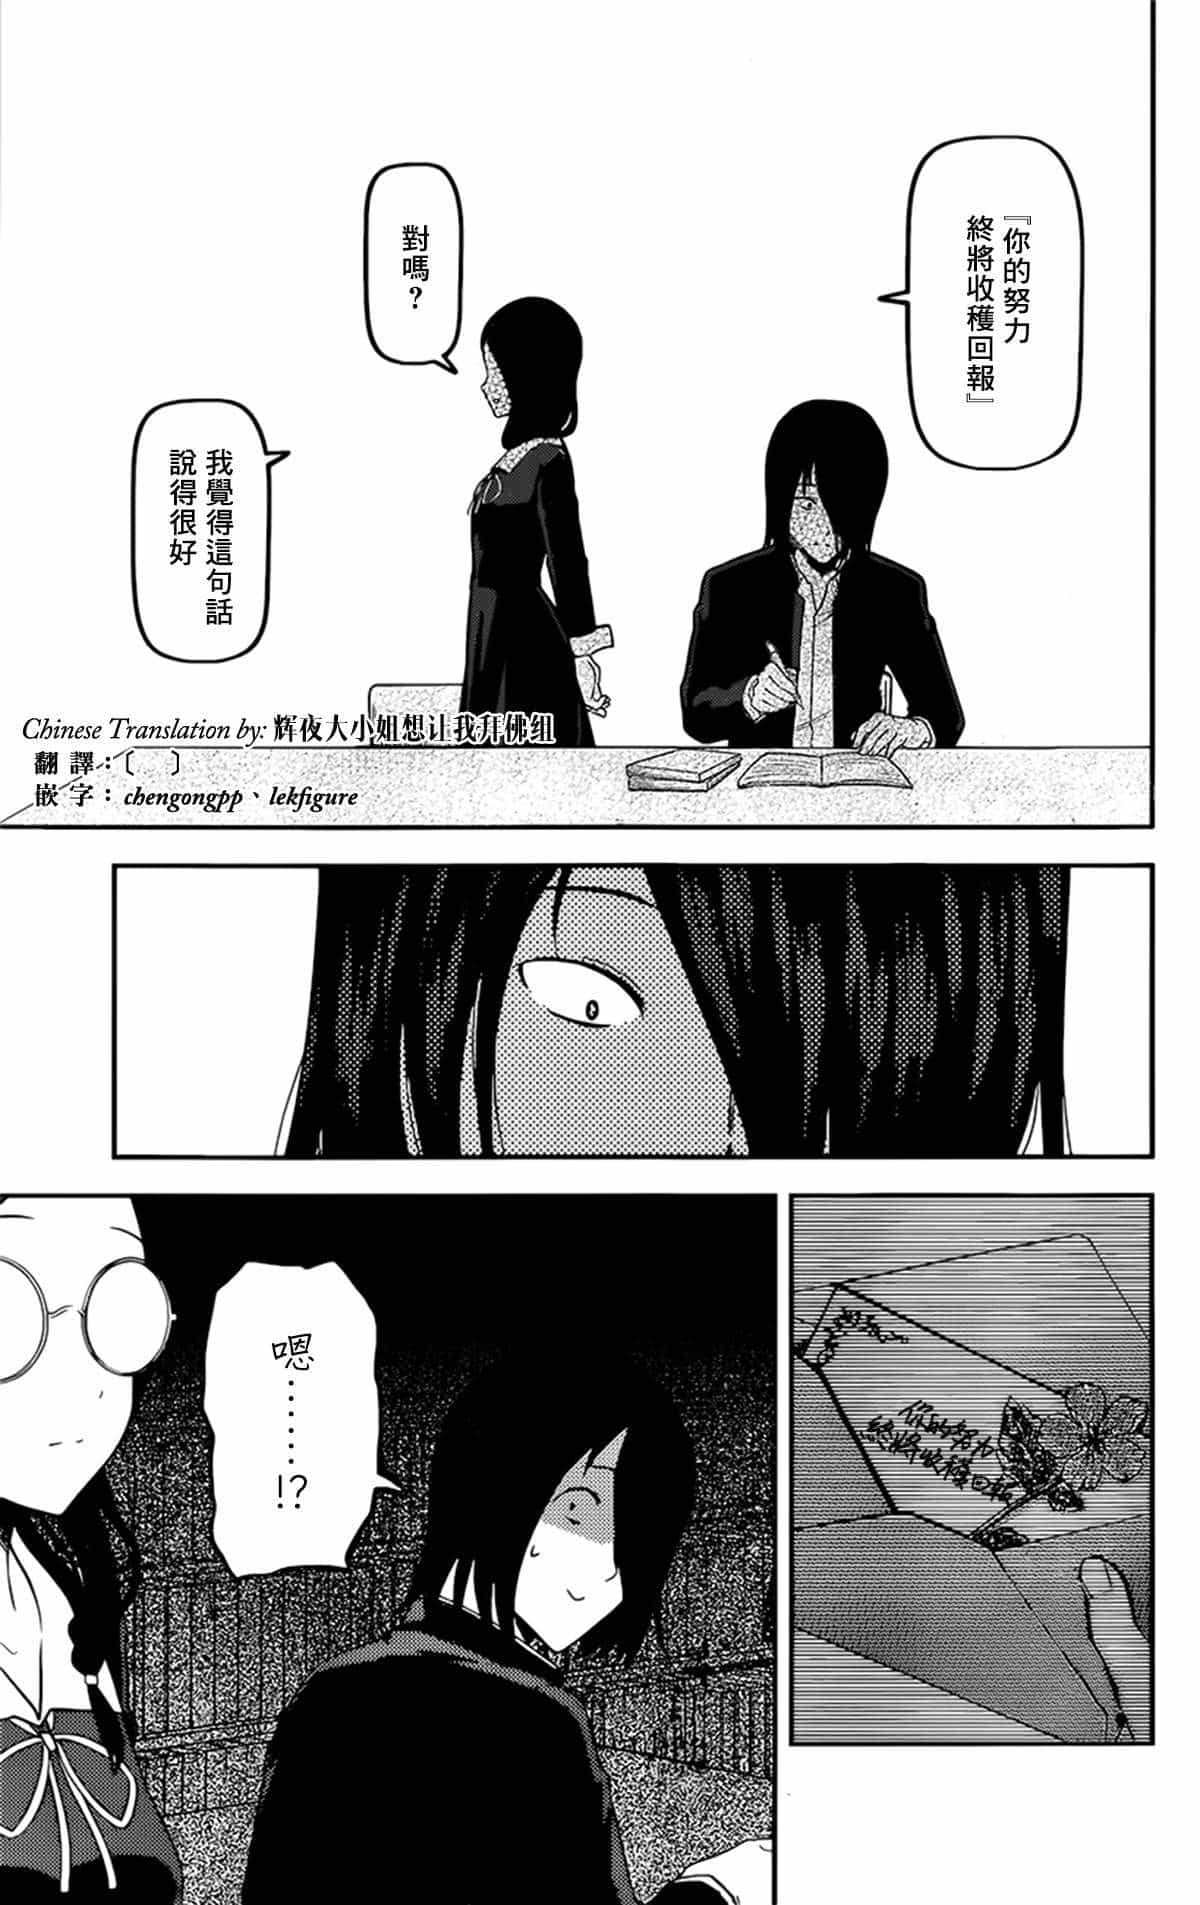 『你的努力
終將收穫回報』
對嗎？
我覺得這句話
說得很好
Chinese Translation by: 辉夜大小姐想让我拜佛组
翻譯：〔　〕
嵌字：chengongpp、lekfigure
你的努力
終將收穫回報
嗯………!?